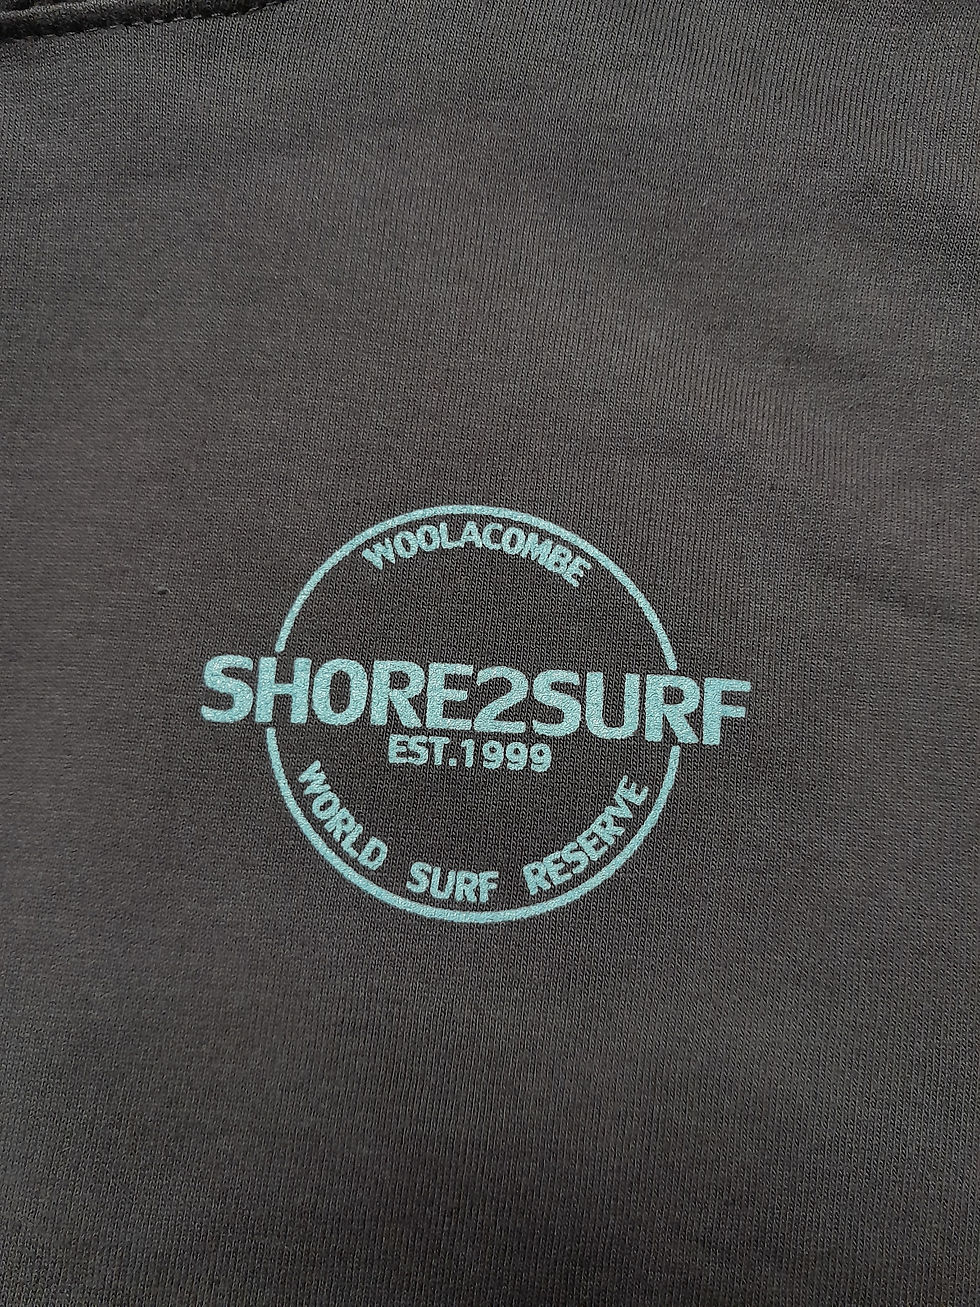 WOOLACOMBE
SHORE2SURF
EST.1999
WORLD SURF RESERVE